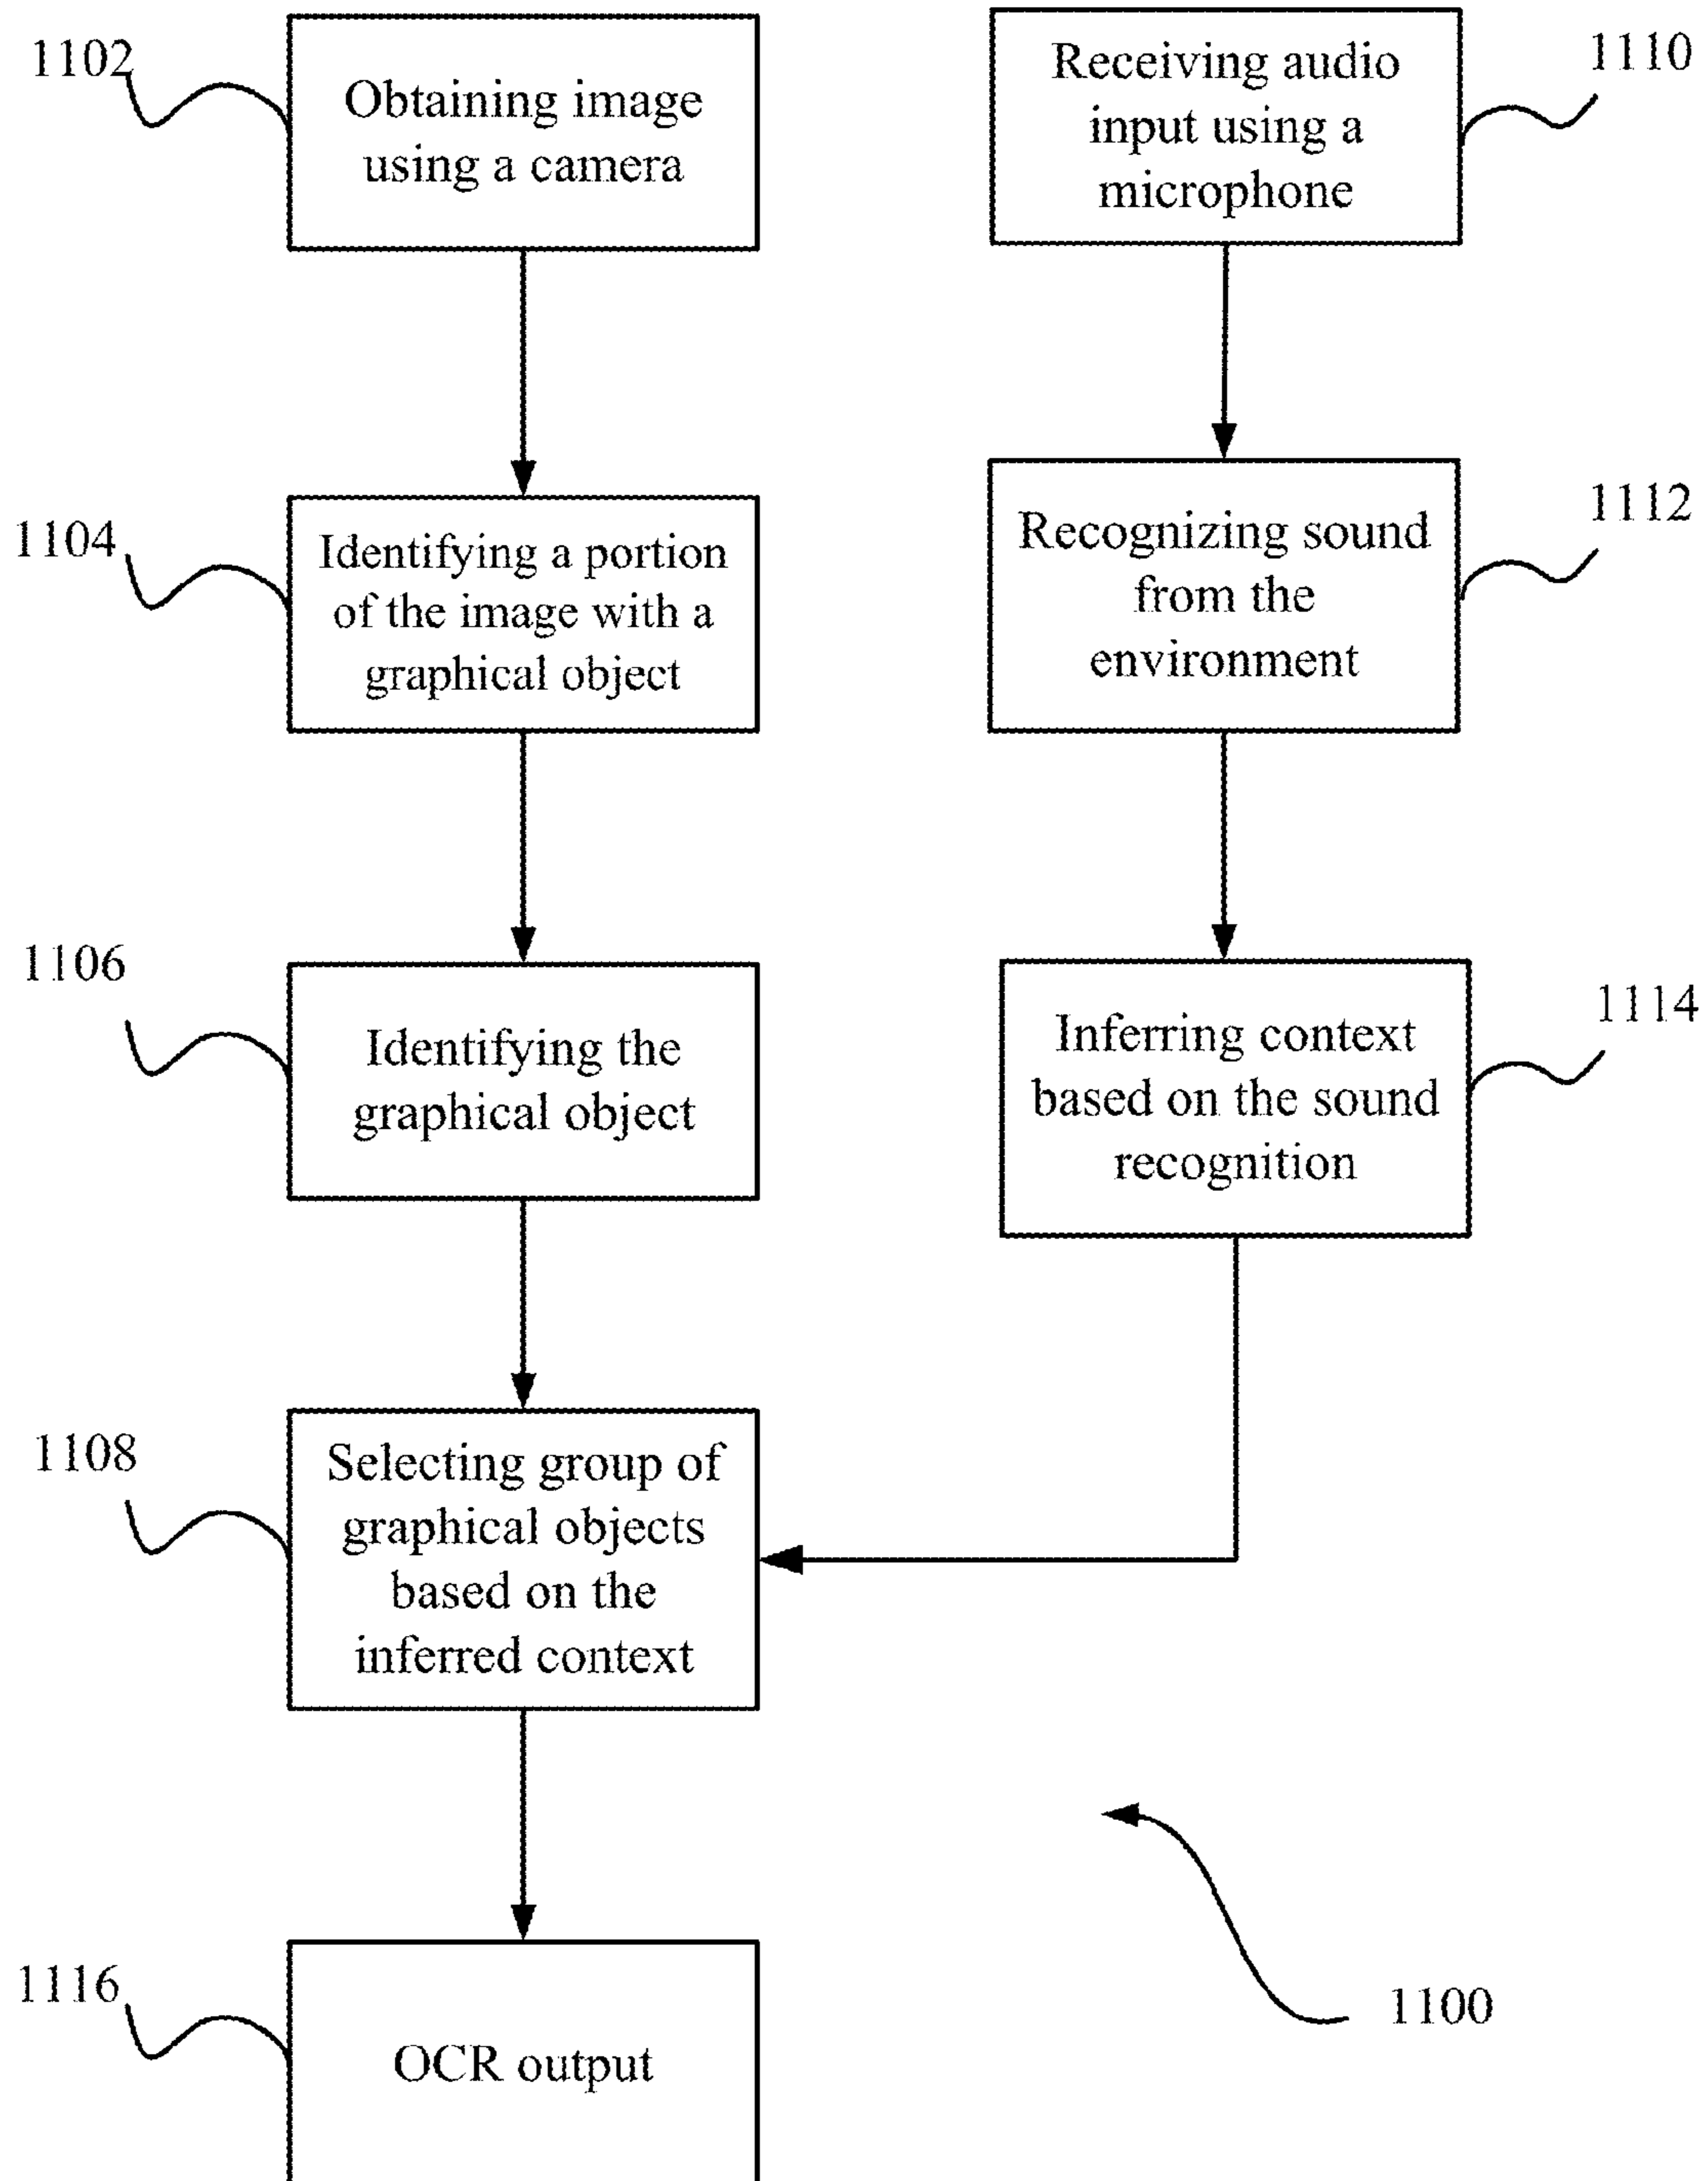 1102
Obtaining image
using a camera
1104
Identifying a portion
of the image with a
graphical object
1106
Identifying the
graphical object
1108
Selecting group of
graphical objects
based on the
inferred context
1116
OCR output
1110
Receiving audio
input using a
microphone
1112
Recognizing sound
from the
environment
1114
Inferring context
based on the sound
recognition
1100